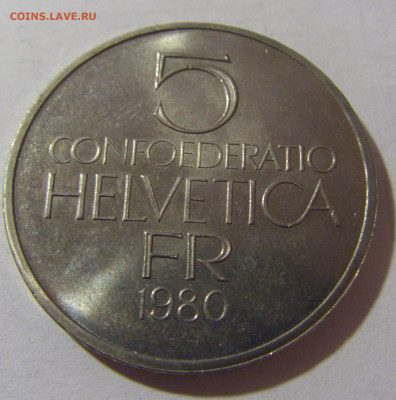 COINS.LAVE.RU
5
CONFOEDERATIO
HELVETICA
FR
1980